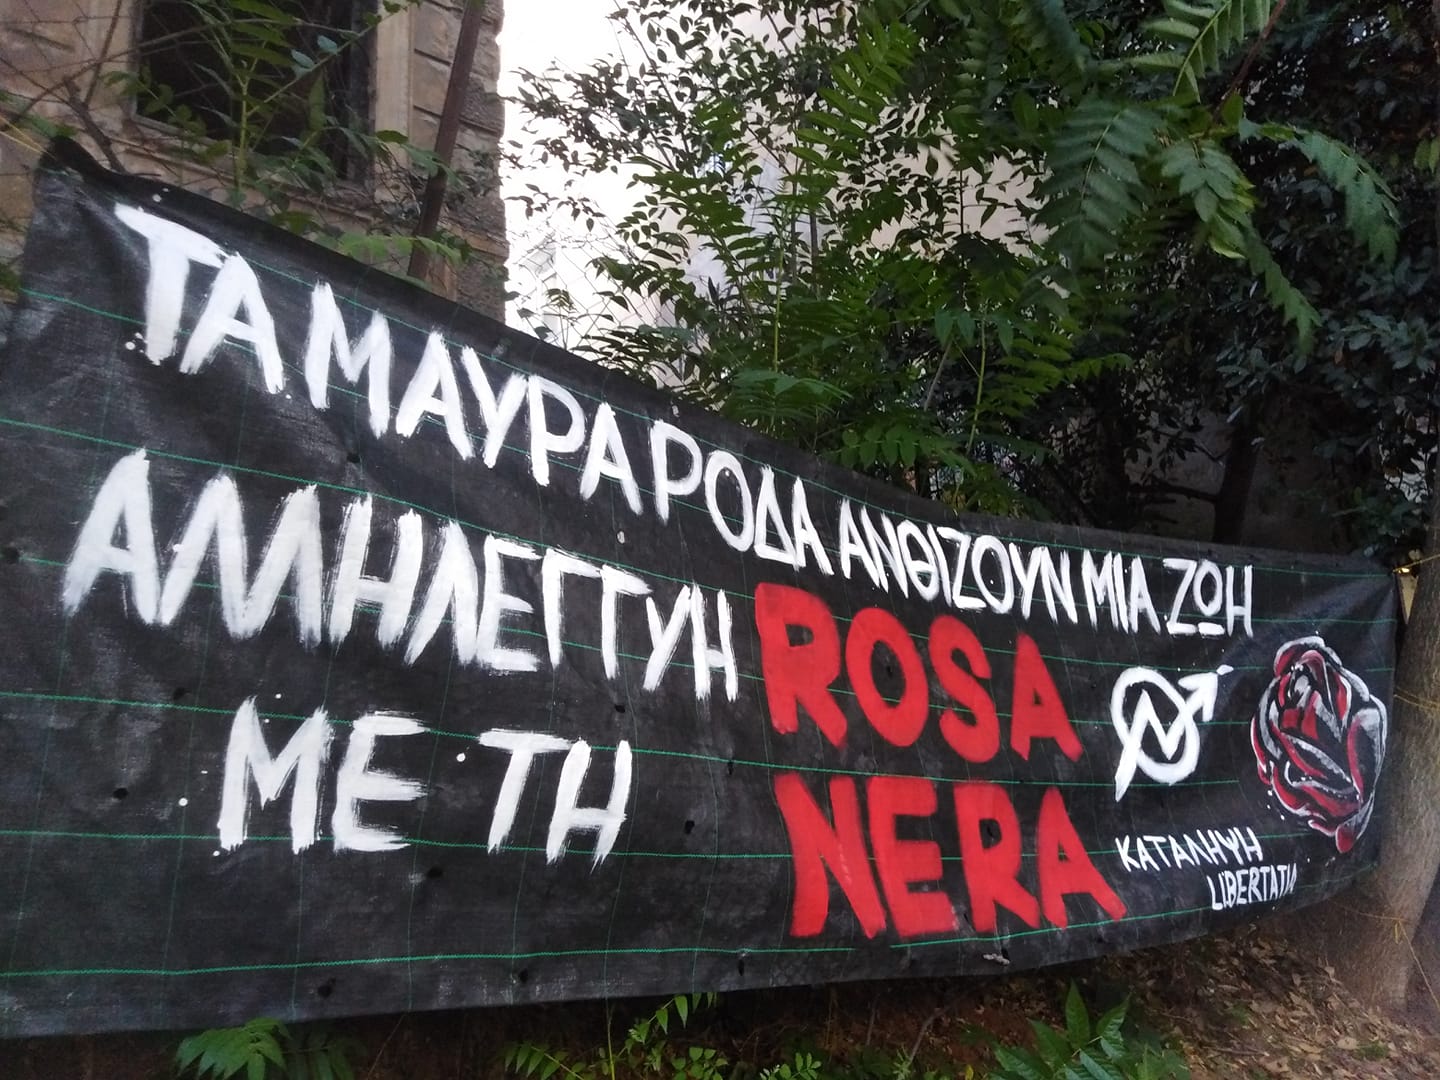 ΤΑ ΜΑΥΡΑ ΡΟΔΑ ΑΝΘΙΖΟΥΝ ΜΙΑ ΖΩΗ
ΑΛΛΗΛΕΓΓΥΗ
ΜΕ ΤΗ
ROSA
NERA
ΚΑΤΑΛΗΨΗ
LIBERTATIA